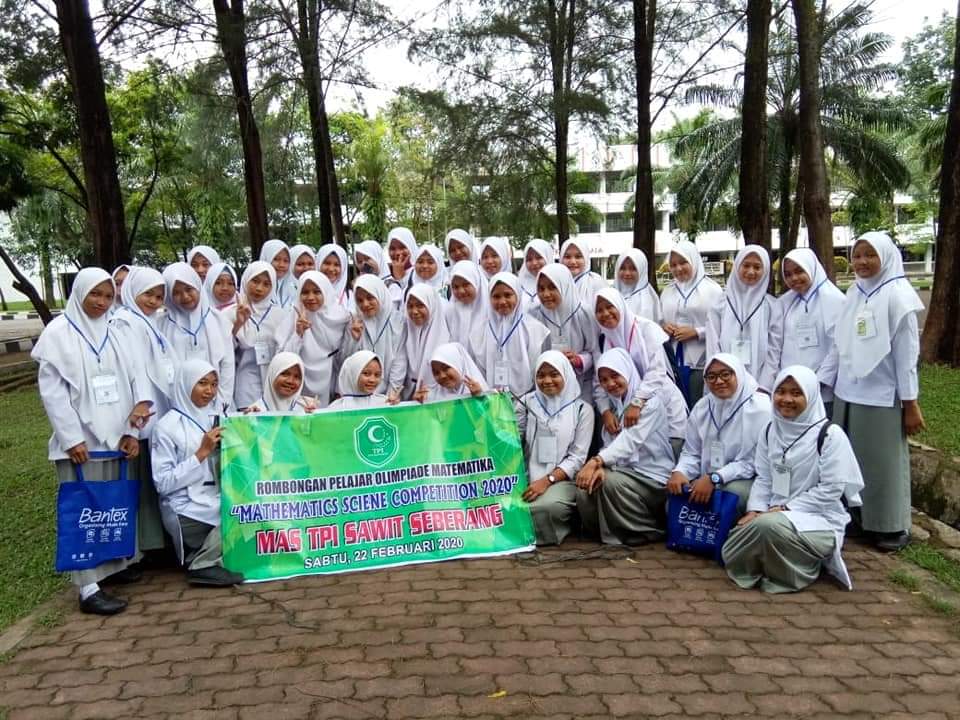 TPI
ROMBONGAN PELAJAR OLIMPIADE MATEMATIKA
"MATHEMATICS SCIENE COMPETITION 2020"
MAS TPI SAWIT SEBERANG
SABTU, 22 FEBRUARI 2020
Bantex
Bantex